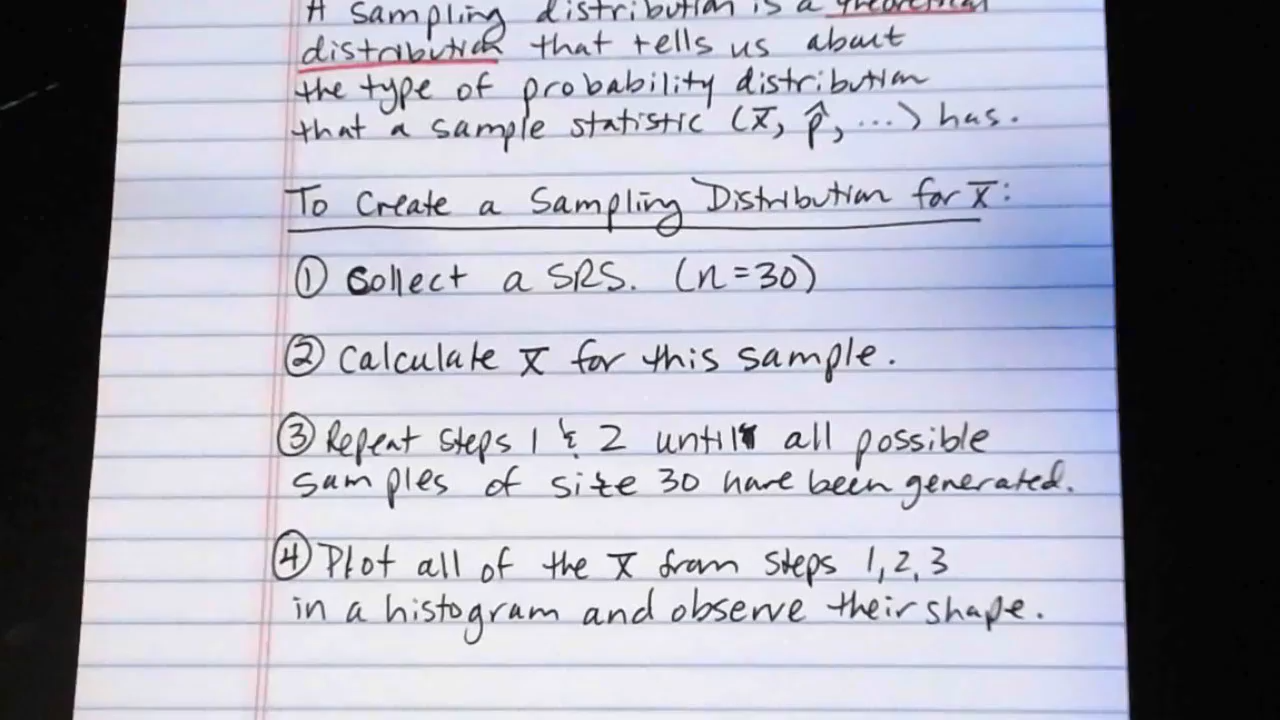 A sampling distribution is a theoretical
distribution that tells us about
the type of probability distribution
that a sample statistic (x̅, p̂, ...) has.
To Create a Sampling Distribution for x̅:
① Collect a SRS. (n=30)
② Calculate x̅ for this sample.
③ Repeat steps 1 & 2 until all possible
samples of size 30 have been generated.
④ Plot all of the x̅ from steps 1,2,3
in a histogram and observe their shape.